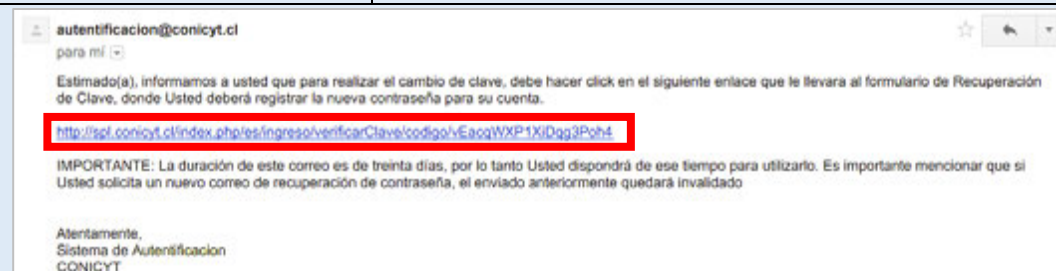 autentificacion@conicyt.cl
para mí
Estimado(a), informamos a usted que para realizar el cambio de clave, debe hacer click en el siguiente enlace que le llevara al formulario de Recuperación
de Clave, donde Usted deberá registrar la nueva contraseña para su cuenta.
http://spl.conicyt.cl/index.php/es/ingreso/verificarClave/codigo/vEacqWXP1XiDqg3Poh4
IMPORTANTE: La duración de este correo es de treinta días, por lo tanto Usted dispondrá de ese tiempo para utilizarlo. Es importante mencionar que si
Usted solicita un nuevo correo de recuperación de contraseña, el enviado anteriormente quedará invalidado
Atentamente,
Sistema de Autentificacion
CONICYT